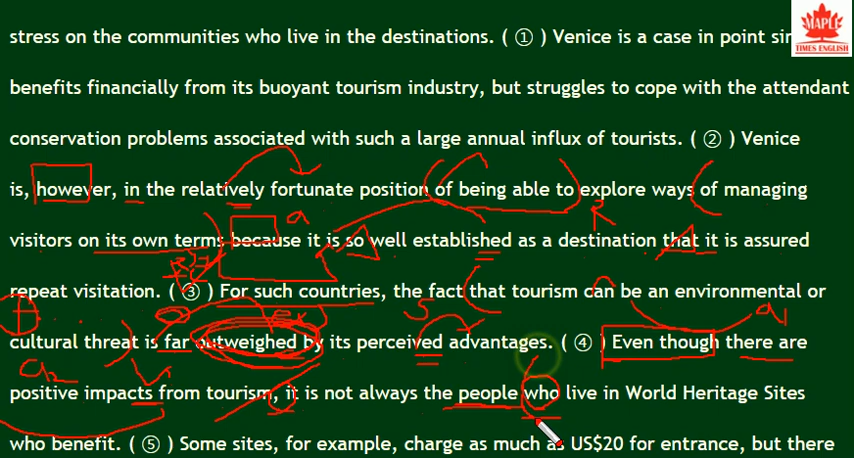 MAPLE
TIMES ENGLISH
stress on the communities who live in the destinations. ( ① ) Venice is a case in point
benefits financially from its buoyant tourism industry, but struggles to cope with the attendant
conservation problems associated with such a large annual influx of tourists. ( ② ) Venice
is, however, in the relatively fortunate position of being able to explore ways of managing
visitors on its own terms because it is so well established as a destination that it is assured
repeat visitation. ( ③ ) For such countries, the fact that tourism can be an environmental or
cultural threat is far outweighed by its perceived advantages. ( ④ ) Even though there are
positive impacts from tourism, it is not always the people who live in World Heritage Sites
who benefit. ( ⑤ ) Some sites, for example, charge as much as US$20 for entrance, but there